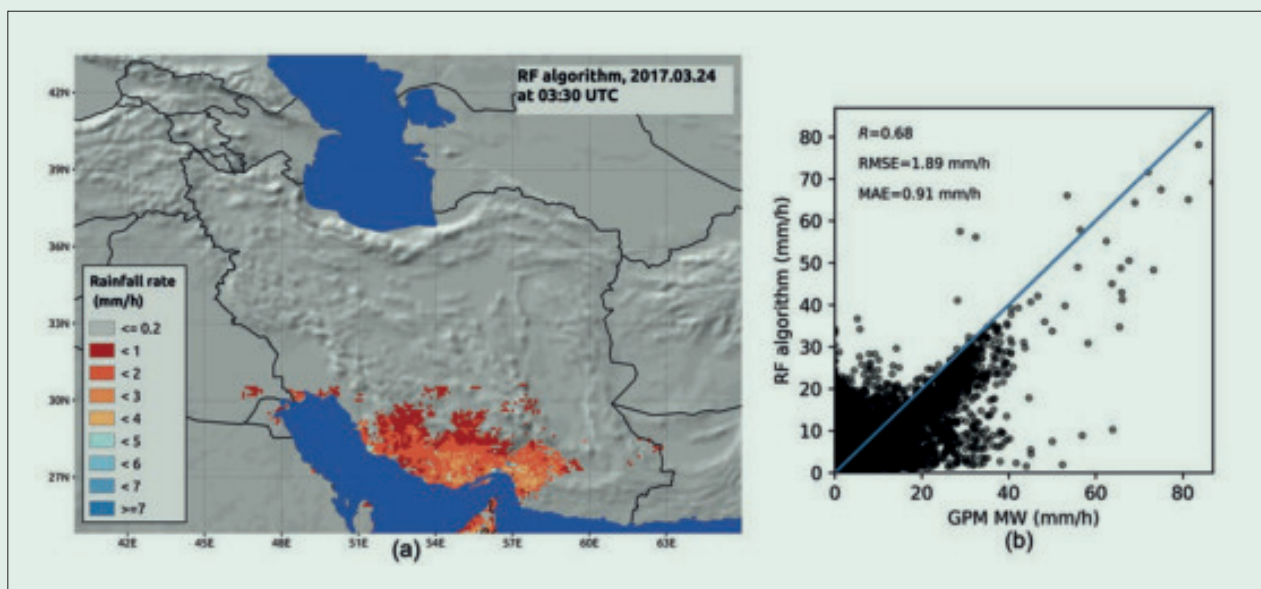 RF algorithm, 2017.03.24
at 03:30 UTC
42N
39N
36N
33N
30N
27N
Rainfall rate
(mm/h)
<= 0.2
< 1
< 2
< 3
< 4
< 5
< 6
< 7
>=7
42E
45E
48E
51E
54E
57E
60E
63E
(a)
R=0.68
RMSE=1.89 mm/h
MAE=0.91 mm/h
RF algorithm (mm/h)
80
70
60
50
40
30
20
10
0
0
20
40
60
80
GPM MW (mm/h)
(b)